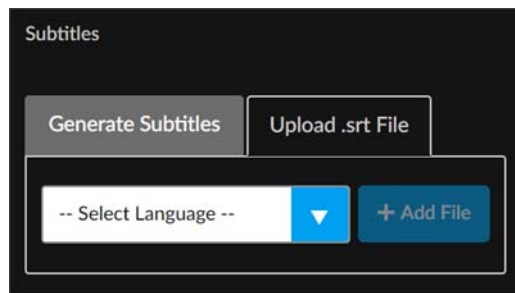 Subtitles
Generate Subtitles
Upload .srt File
-- Select Language --
+ Add File